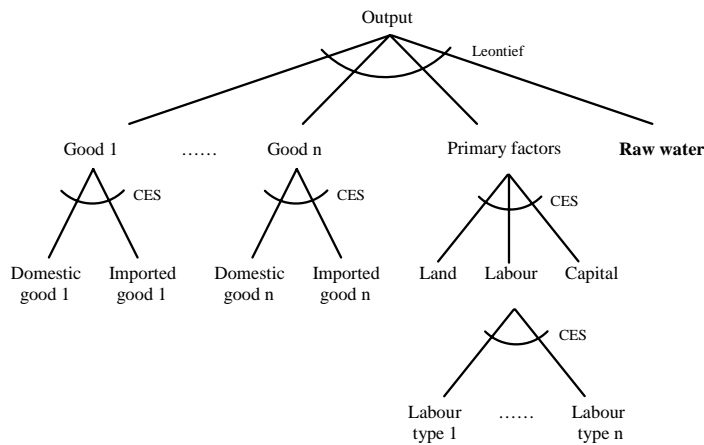 Output
Leontief
Good 1 …… Good n Primary factors Raw water
CES CES CES
Domestic good 1
Imported good 1
Domestic good n
Imported good n
Land Labour Capital
CES
Labour type 1
……
Labour type n